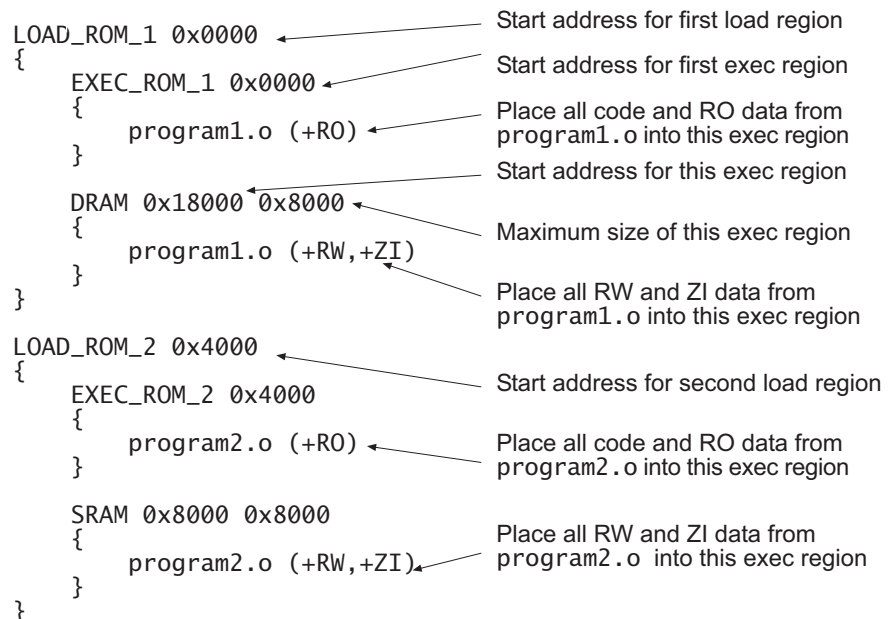 LOAD_ROM_1 0x0000
{
EXEC_ROM_1 0x0000
{
program1.o (+RO)
}
DRAM 0x18000 0x8000
{
program1.o (+RW,+ZI)
}
}
LOAD_ROM_2 0x4000
{
EXEC_ROM_2 0x4000
{
program2.o (+RO)
}
SRAM 0x8000 0x8000
{
program2.o (+RW,+ZI)
}
}
Start address for first load region
Start address for first exec region
Place all code and RO data from
program1.o into this exec region
Start address for this exec region
Maximum size of this exec region
Place all RW and ZI data from
program1.o into this exec region
Start address for second load region
Place all code and RO data from
program2.o into this exec region
Place all RW and ZI data from
program2.o into this exec region